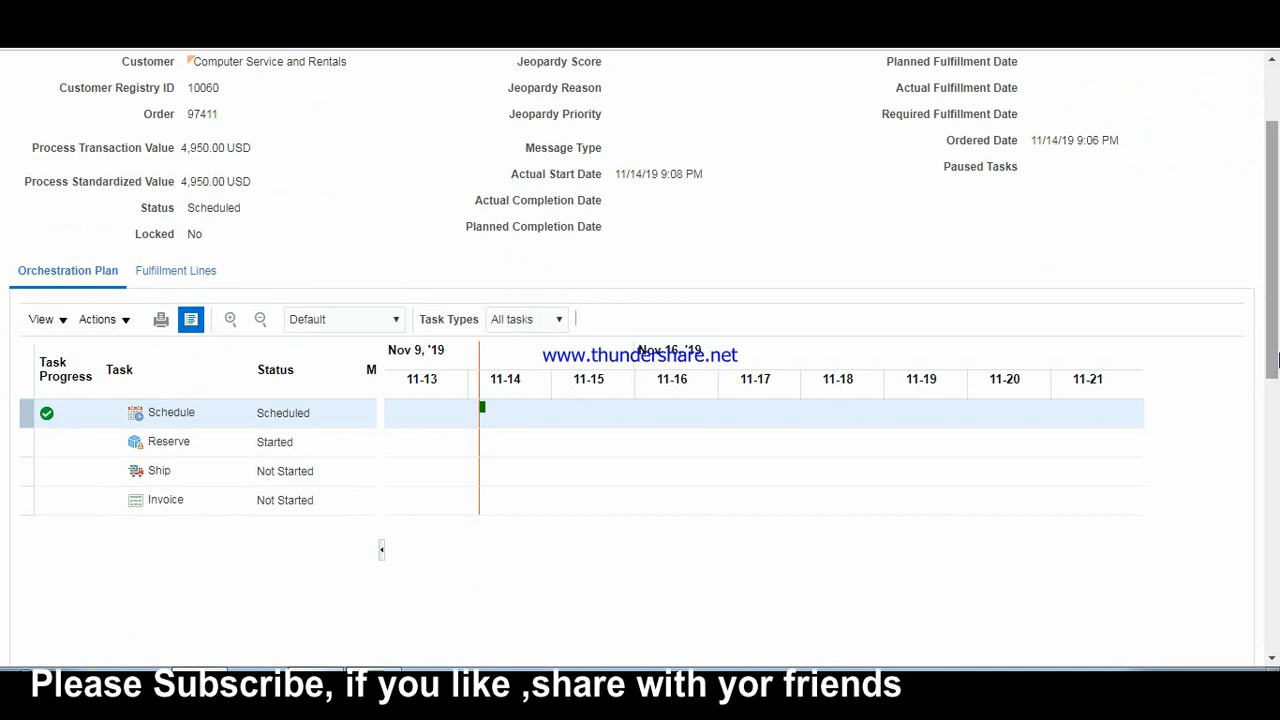 Customer Computer Service and Rentals Jeopardy Score Planned Fulfillment Date
Customer Registry ID 10060 Jeopardy Reason Actual Fulfillment Date
Order 97411 Jeopardy Priority Required Fulfillment Date
Ordered Date 11/14/19 9:06 PM
Process Transaction Value 4,950.00 USD Message Type
Paused Tasks
Actual Start Date 11/14/19 9:08 PM
Process Standardized Value 4,950.00 USD
Actual Completion Date
Status Scheduled
Planned Completion Date
Locked No
Orchestration Plan Fulfillment Lines
View Actions Default Task Types All tasks
Nov 9, '19 Nov 16, '19
www.thundershare.net
Task Progress Task Status M
11-13 11-14 11-15 11-16 11-17 11-18 11-19 11-20 11-21
Schedule Scheduled
Reserve Started
Ship Not Started
Invoice Not Started
Please Subscribe, if you like ,share with yor friends